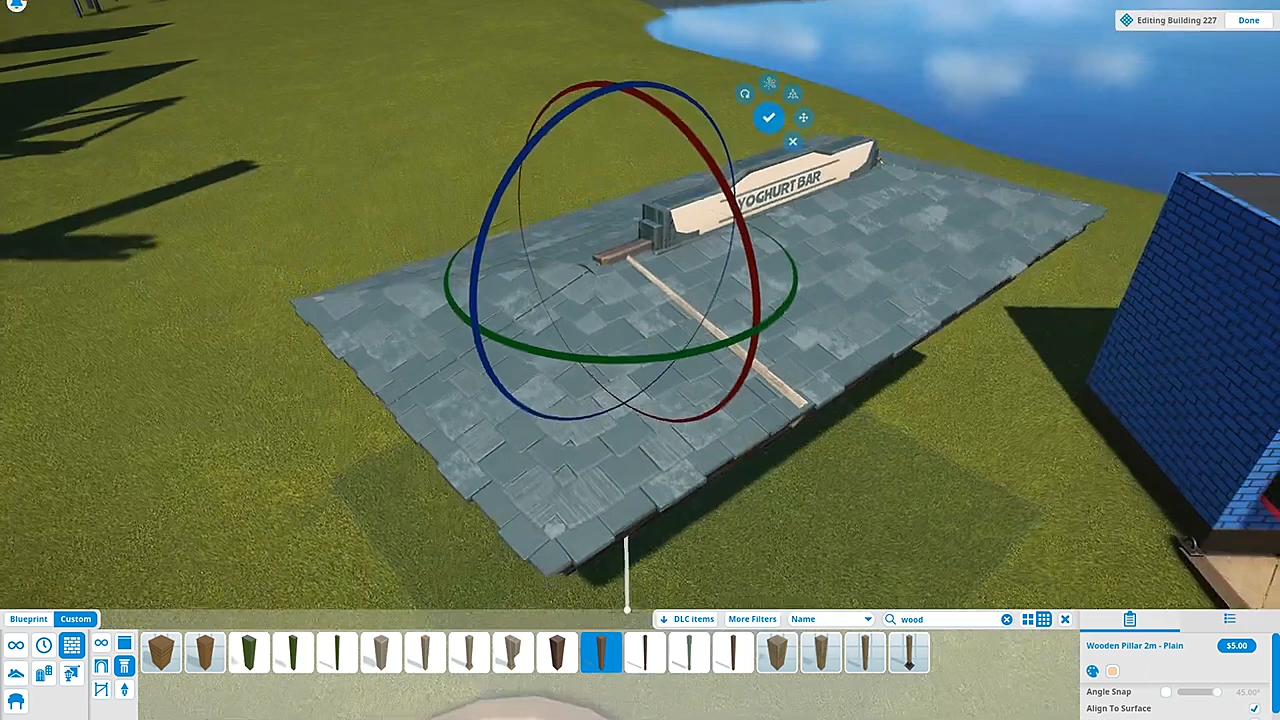 Editing Building 227
Done
YOGHURT BAR
Blueprint
Custom
DLC items
More Filters
Name
wood
Wooden Pillar 2m - Plain
$5.00
Angle Snap
45.00°
Align To Surface